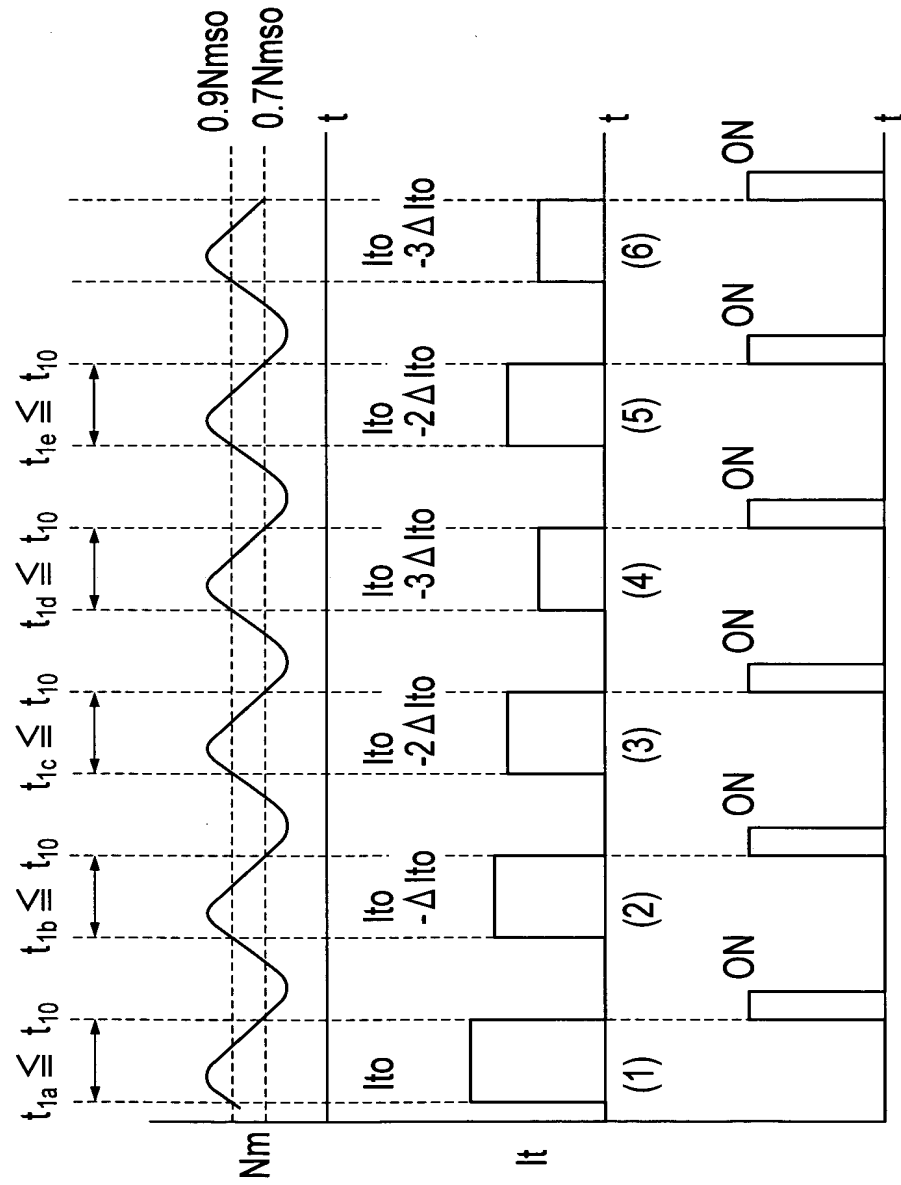 t1a ≦ t10
t1b ≦ t10
t1c ≦ t10
t1d ≦ t10
t1e ≦ t10
0.9Nmso
0.7Nmso
Nm
t
Ito
Ito
-ΔIto
Ito
-2ΔIto
Ito
-3ΔIto
Ito
-2ΔIto
Ito
-3ΔIto
It
t
(1)
(2)
(3)
(4)
(5)
(6)
ON
ON
ON
ON
ON
ON
t